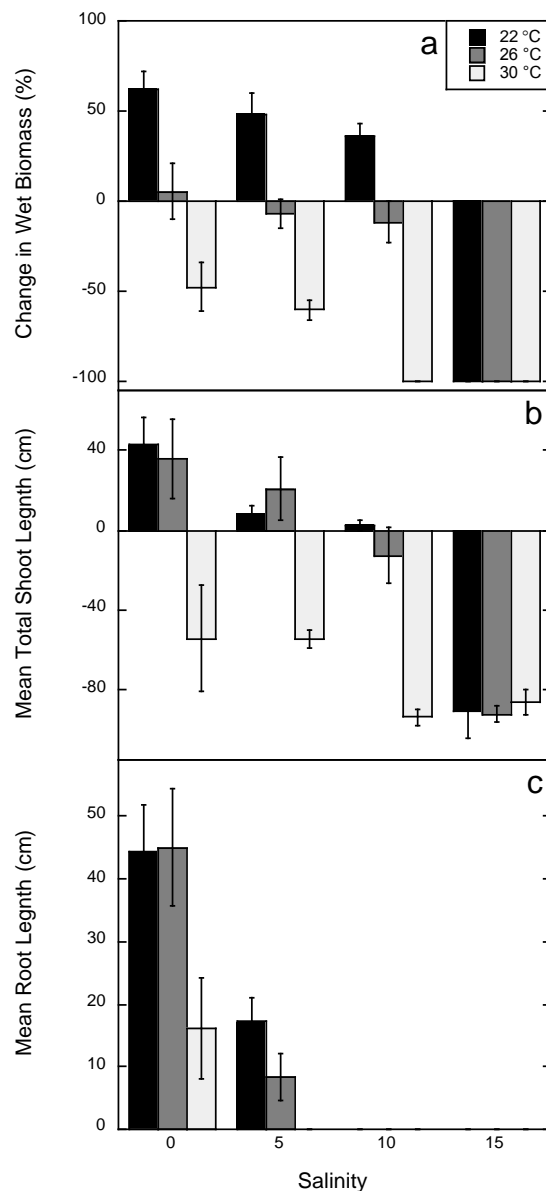 a
22 °C
26 °C
30 °C
Change in Wet Biomass (%)
100
50
0
-50
-100
b
Mean Total Shoot Legnth (cm)
40
0
-40
-80
c
Mean Root Legnth (cm)
50
40
30
20
10
0
0 5 10 15
Salinity